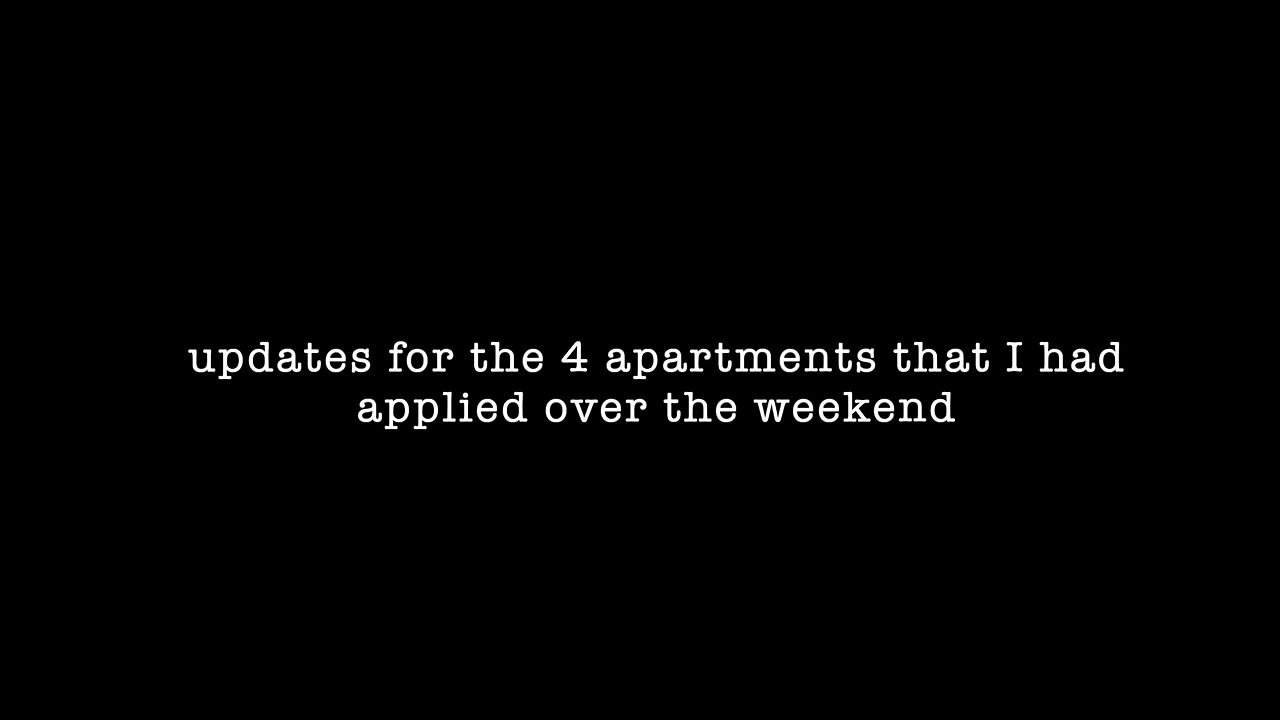 updates for the 4 apartments that I had
applied over the weekend